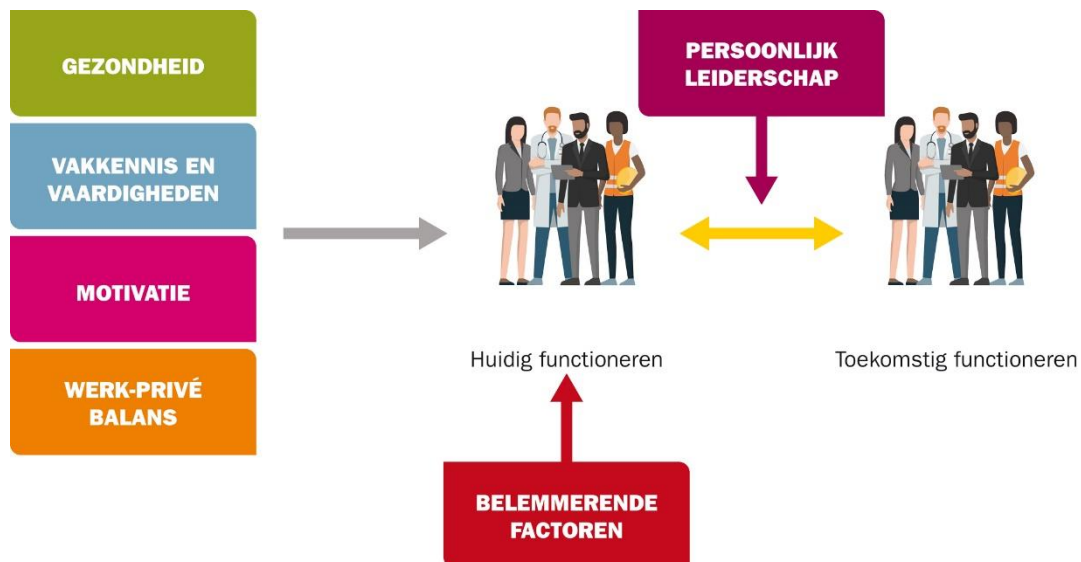 GEZONDHEID
VAKKENNIS EN
VAARDIGHEDEN
MOTIVATIE
WERK-PRIVÉ
BALANS
PERSOONLIJK
LEIDERSCHAP
Huidig functioneren
Toekomstig functioneren
BELEMMERENDE
FACTOREN